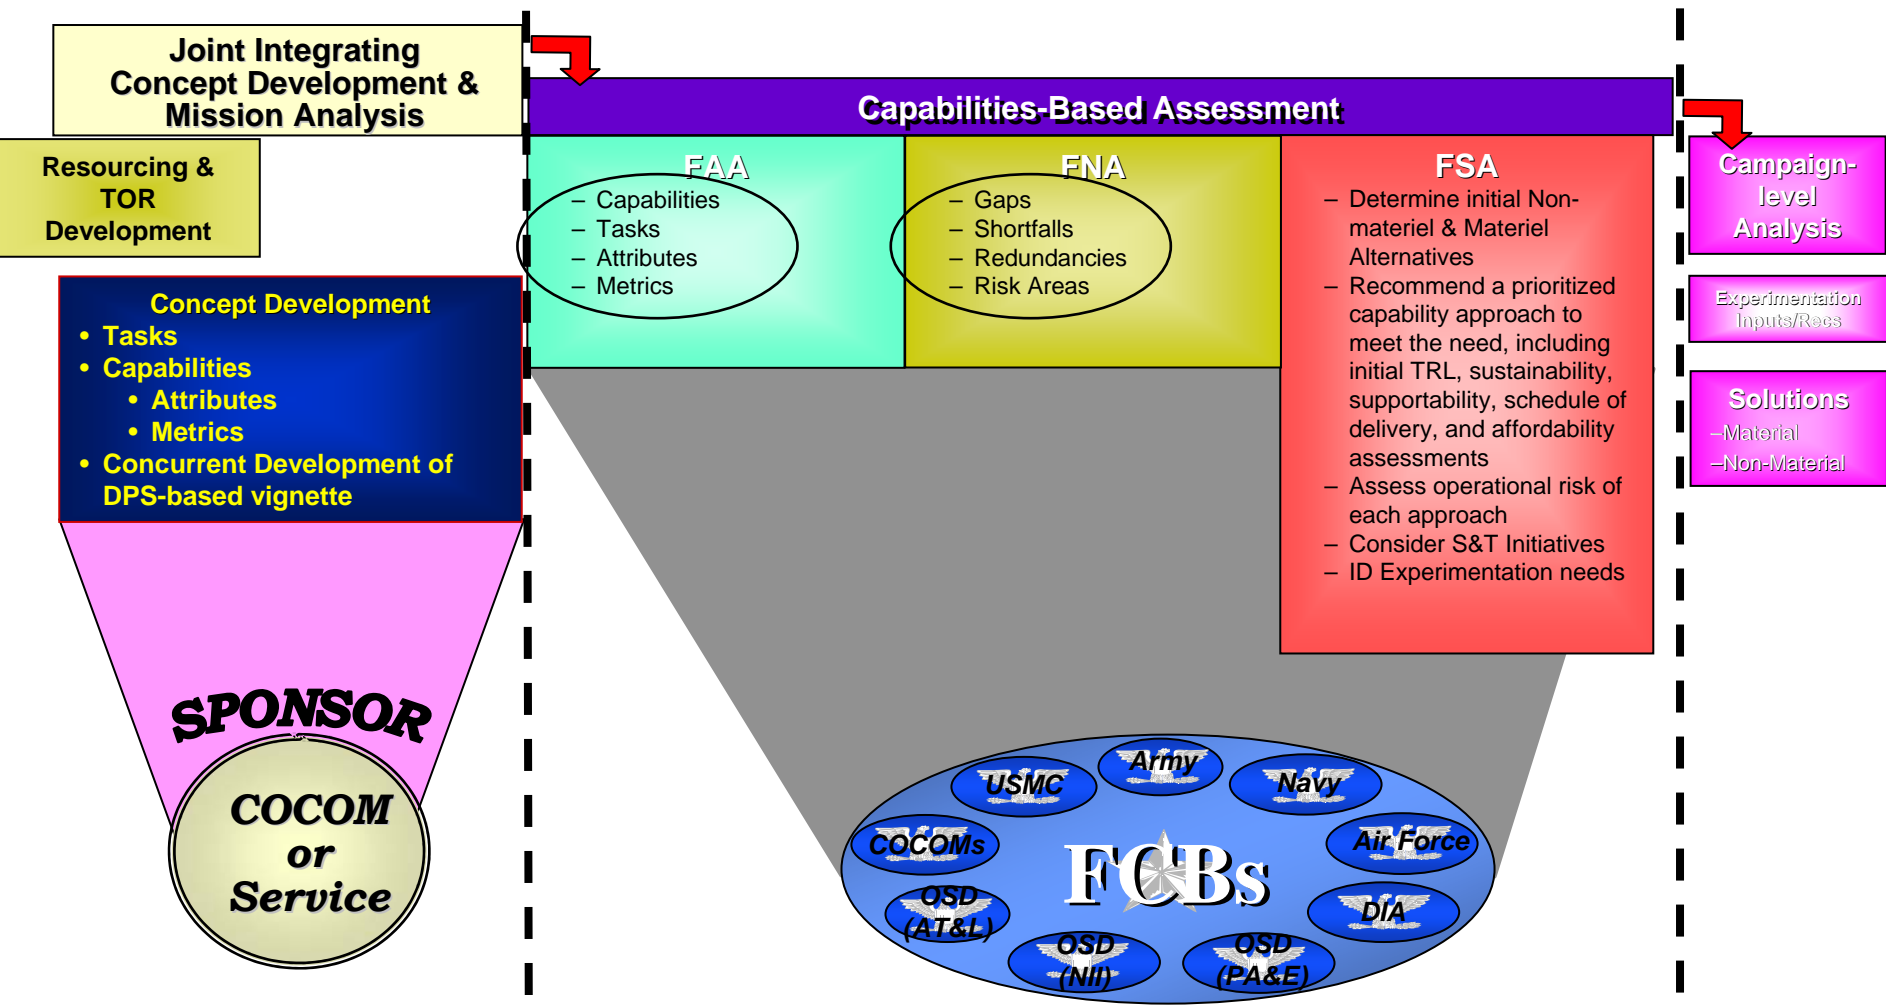 Joint Integrating
Concept Development &
Mission Analysis
Resourcing &
TOR
Development
Concept Development
• Tasks
• Capabilities
• Attributes
• Metrics
• Concurrent Development of
DPS-based vignette
SPONSOR
COCOM
or
Service
Capabilities-Based Assessment
FAA
– Capabilities
– Tasks
– Attributes
– Metrics
FNA
– Gaps
– Shortfalls
– Redundancies
– Risk Areas
FSA
– Determine initial Non-
materiel & Materiel
Alternatives
– Recommend a prioritized
capability approach to
meet the need, including
initial TRL, sustainability,
supportability, schedule of
delivery, and affordability
assessments
– Assess operational risk of
each approach
– Consider S&T Initiatives
– ID Experimentation needs
Campaign-
level
Analysis
Experimentation
Inputs/Recs
Solutions
–Material
–Non-Material
Army
USMC
Navy
COCOMs
Air Force
FCBs
OSD
(AT&L)
DIA
OSD
(NII)
OSD
(PA&E)